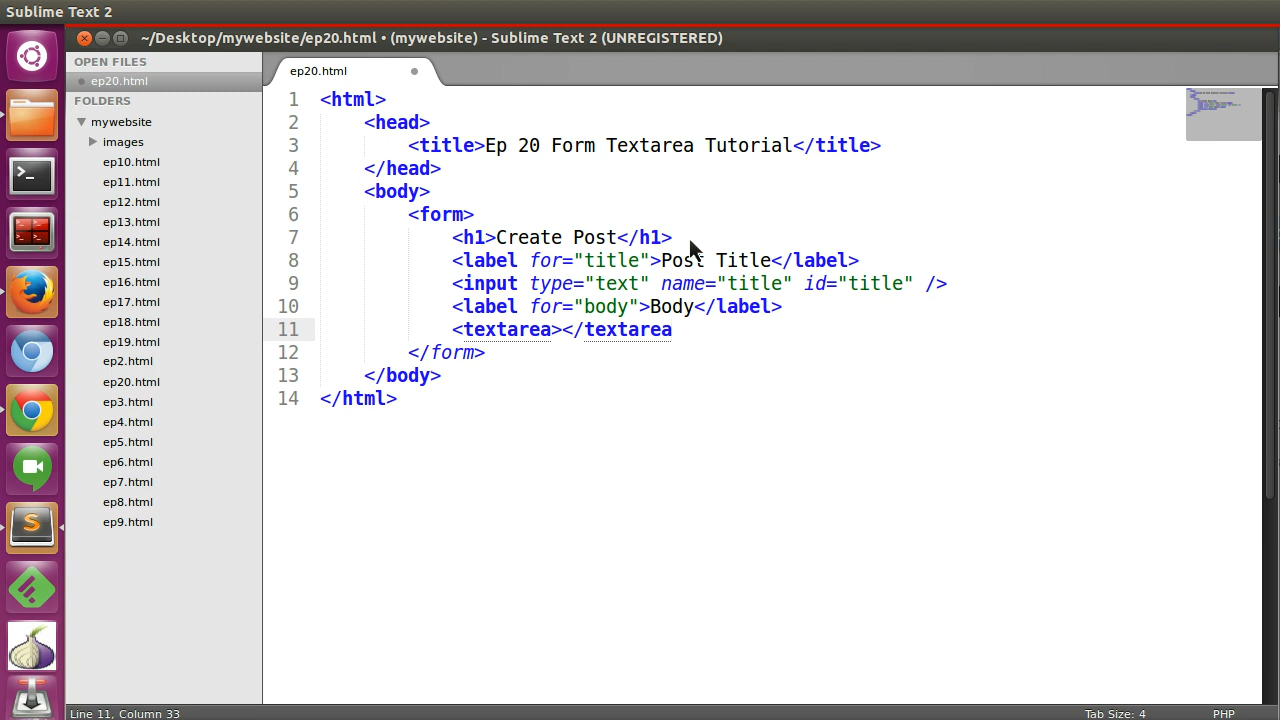 Sublime Text 2
~/Desktop/mywebsite/ep20.html • (mywebsite) - Sublime Text 2 (UNREGISTERED)
OPEN FILES
ep20.html
FOLDERS
mywebsite
images
ep10.html
ep11.html
ep12.html
ep13.html
ep14.html
ep15.html
ep16.html
ep17.html
ep18.html
ep19.html
ep2.html
ep20.html
ep3.html
ep4.html
ep5.html
ep6.html
ep7.html
ep8.html
ep9.html
ep20.html
1 <html>
2 <head>
3 <title>Ep 20 Form Textarea Tutorial</title>
4 </head>
5 <body>
6 <form>
7 <h1>Create Post</h1>
8 <label for="title">Post Title</label>
9 <input type="text" name="title" id="title" />
10 <label for="body">Body</label>
11 <textarea></textarea
12 </form>
13 </body>
14 </html>
Line 11, Column 33
Tab Size: 4
PHP